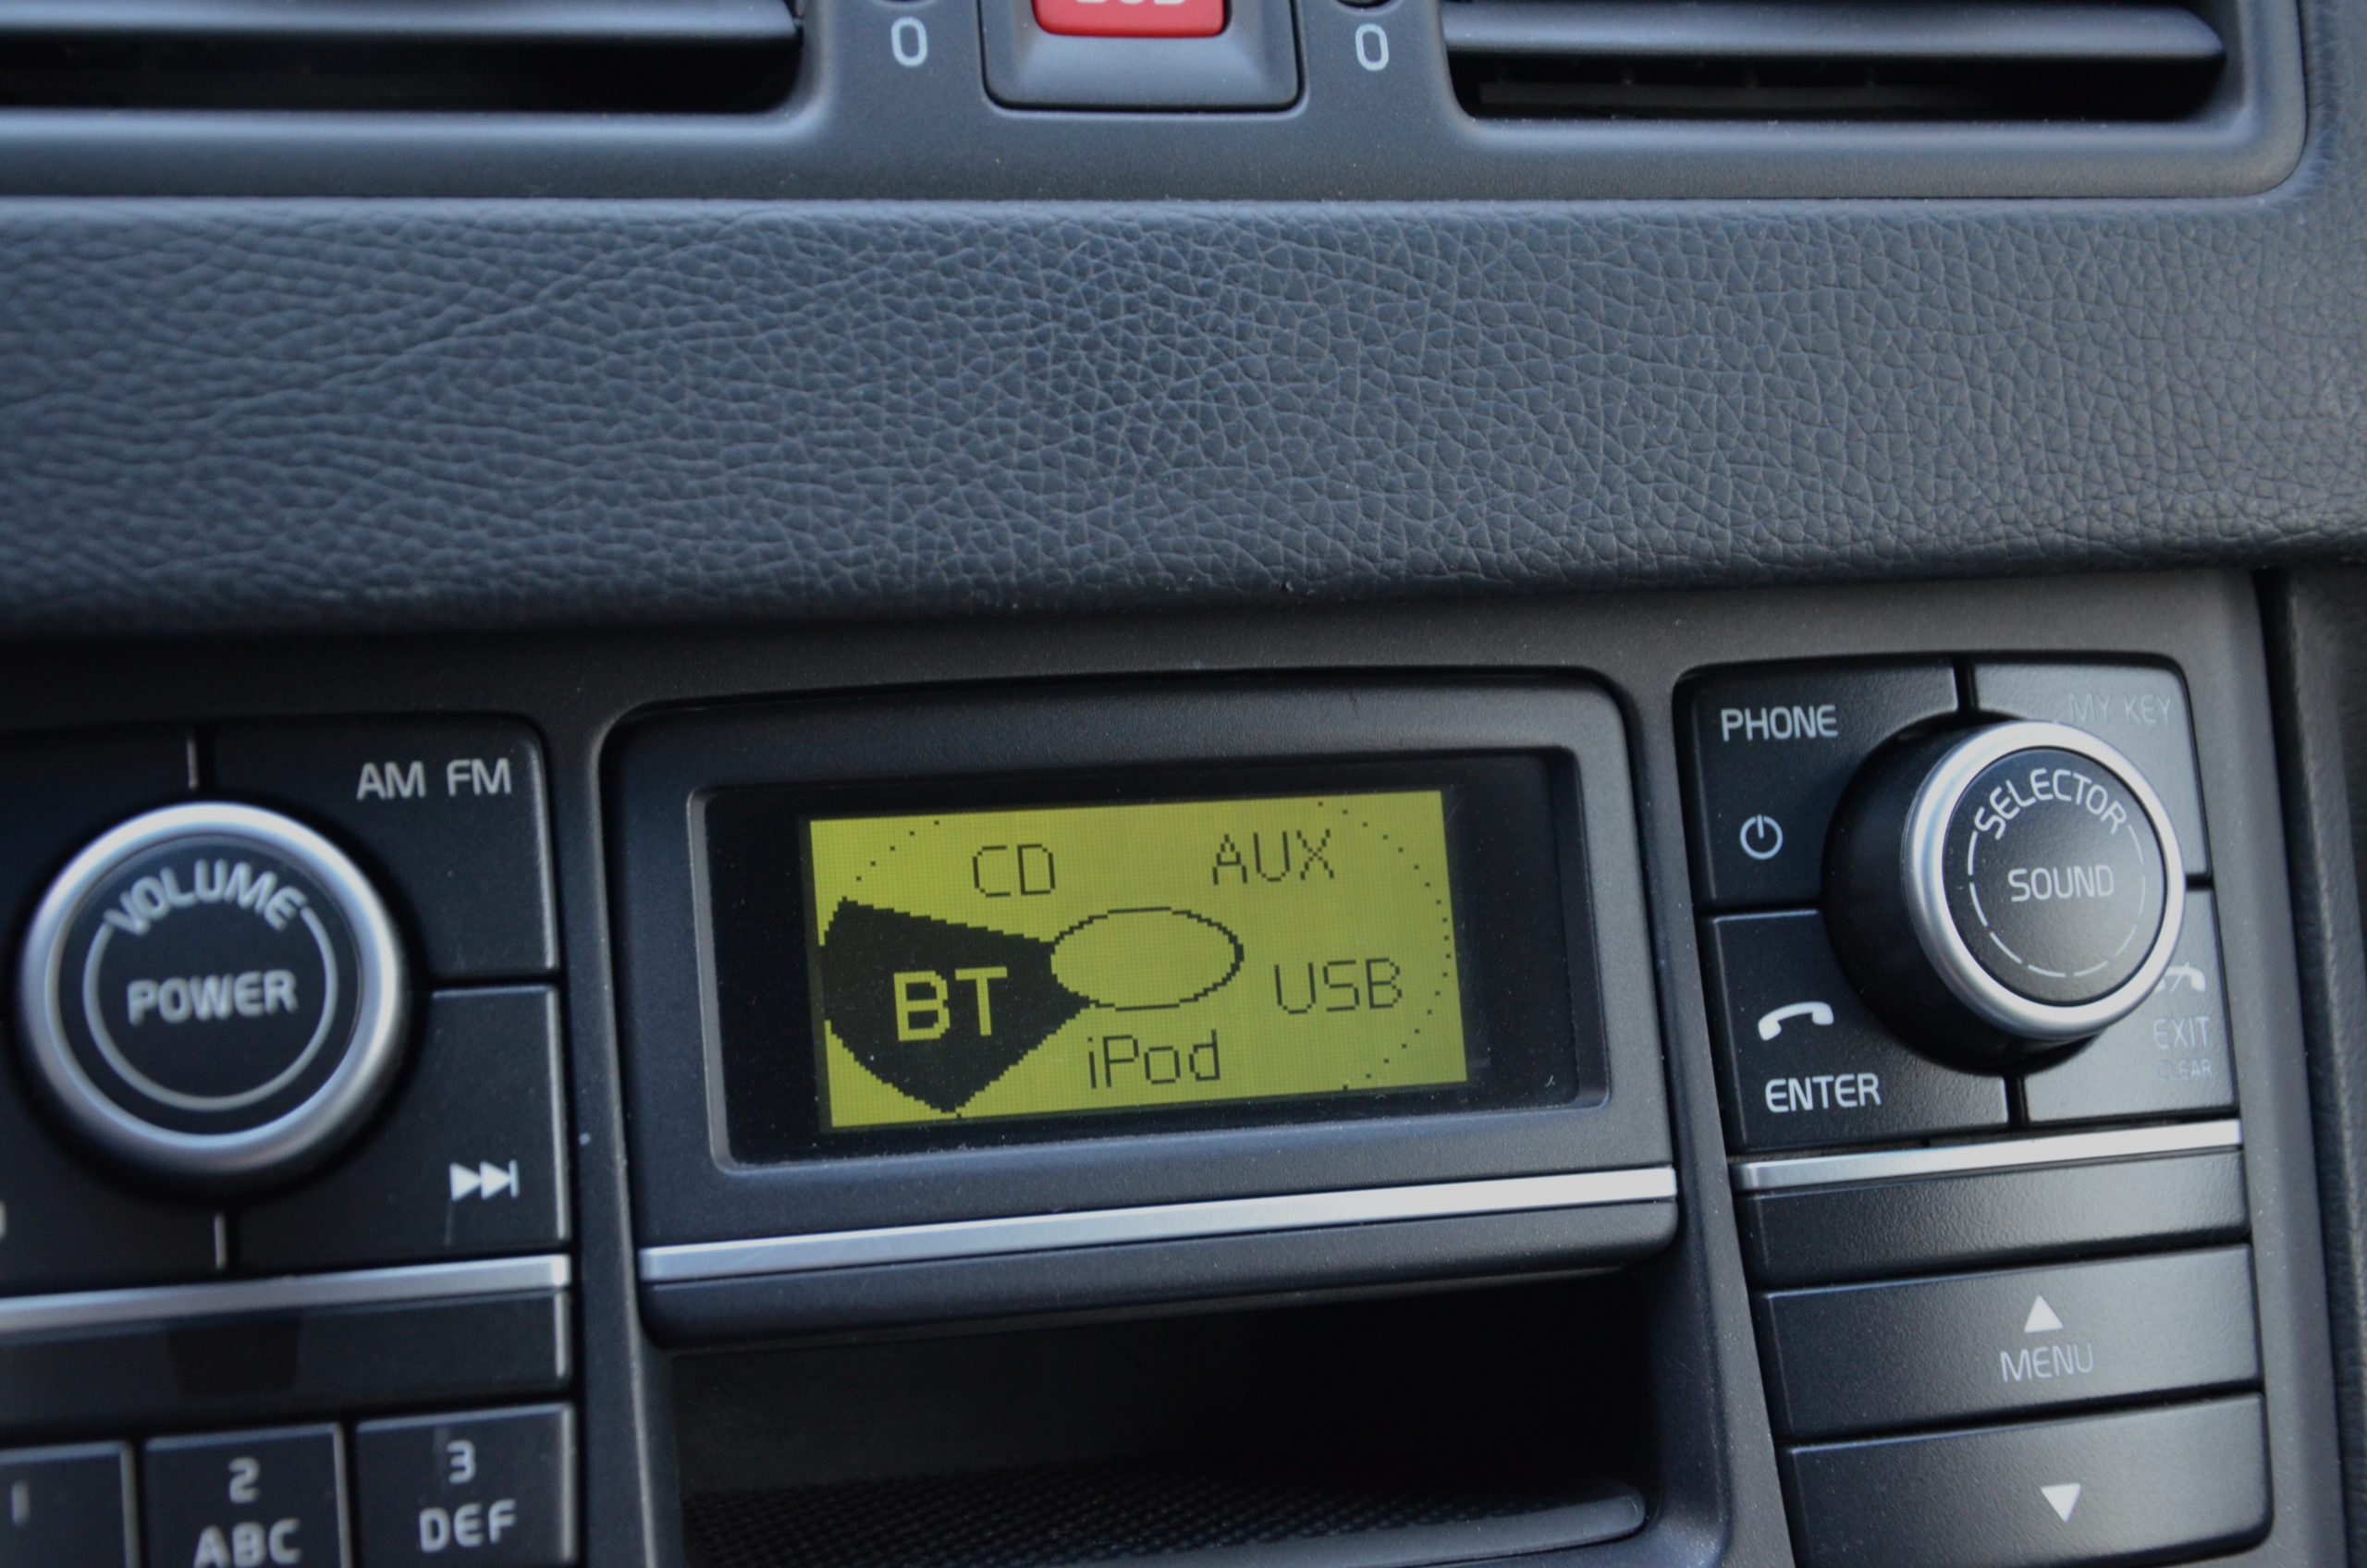 0
0
PHONE
MY KEY
AM FM
SELECTOR
SOUND
CD
AUX
VOLUME
POWER
BT
USB
iPod
EXIT
CLEAR
ENTER
MENU
1
2
ABC
3
DEF